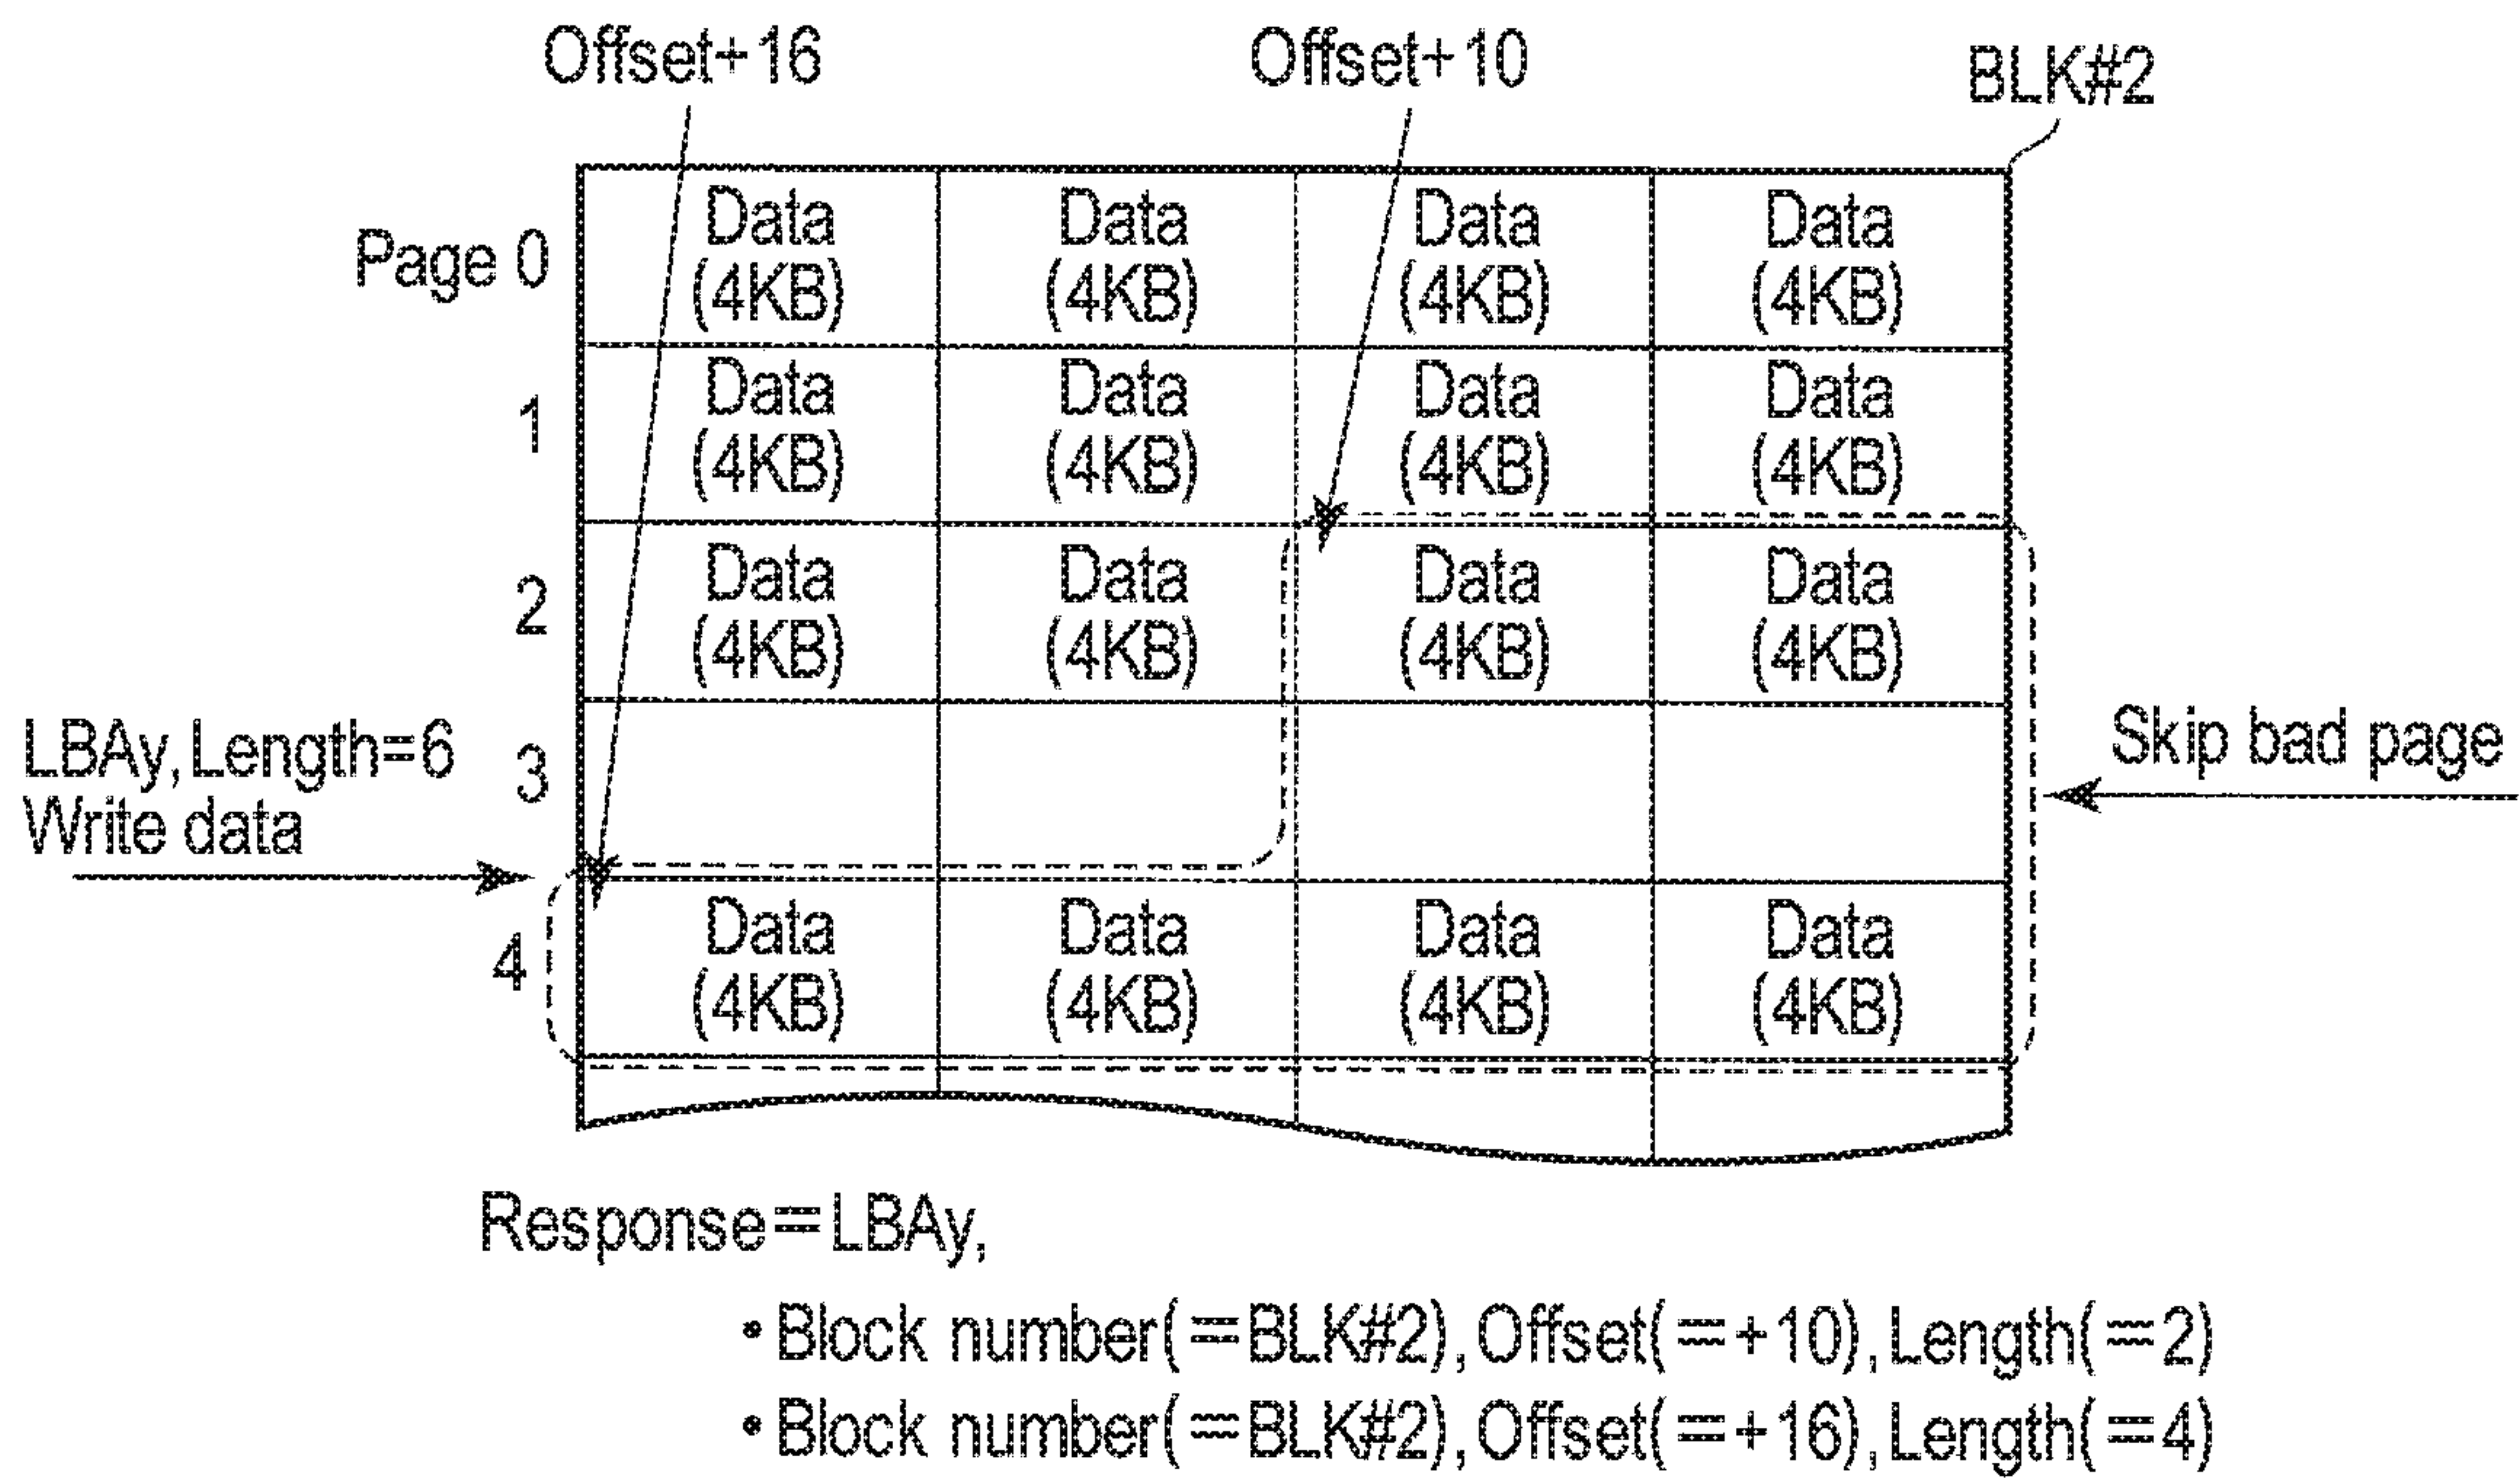 Offset+16 Offset+10 BLK#2
Page 0 Data Data Data Data
(4KB) (4KB) (4KB) (4KB)
1 Data Data Data Data
(4KB) (4KB) (4KB) (4KB)
2 Data Data Data Data
(4KB) (4KB) (4KB) (4KB)
LBAy, Length=6
Write data
3
Skip bad page
4 Data Data Data Data
(4KB) (4KB) (4KB) (4KB)
Response=LBAy,
• Block number(=BLK#2), Offset(=+10), Length(=2)
• Block number(=BLK#2), Offset(=+16), Length(=4)